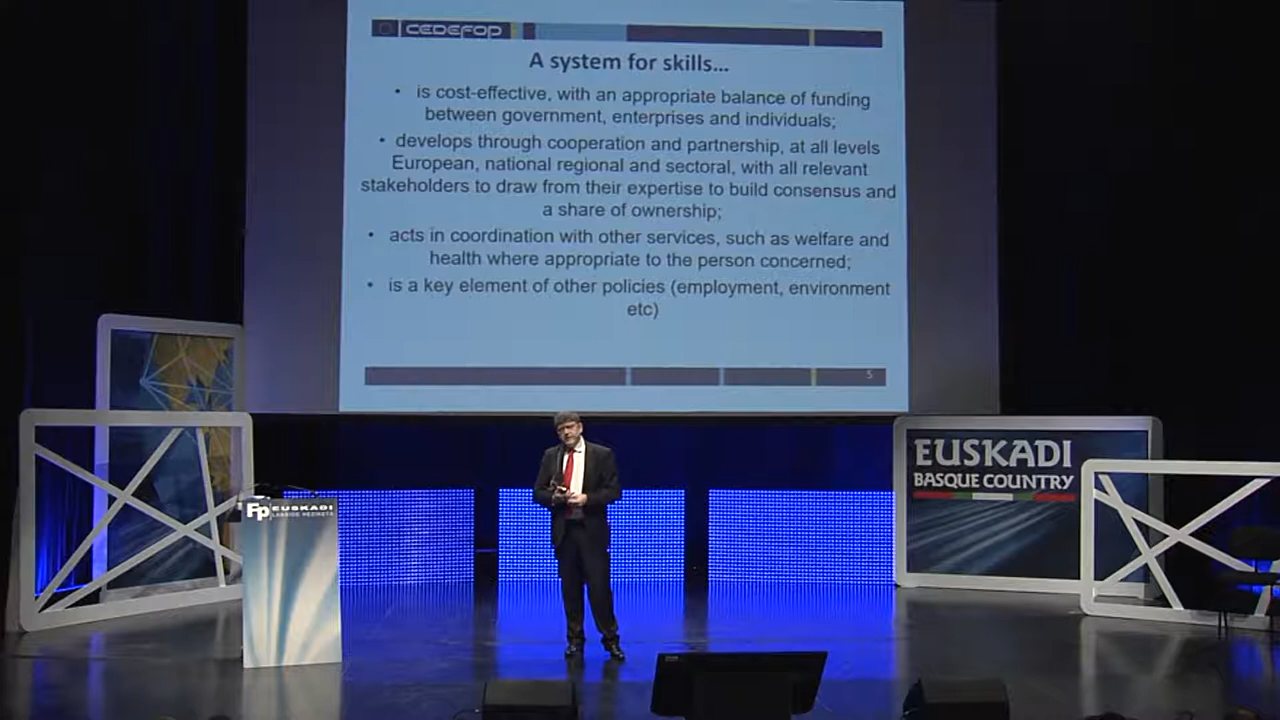 CEDEFOP
A system for skills...
• is cost-effective, with an appropriate balance of funding
between government, enterprises and individuals;
• develops through cooperation and partnership, at all levels
European, national regional and sectoral, with all relevant
stakeholders to draw from their expertise to build consensus and
a share of ownership;
• acts in coordination with other services, such as welfare and
health where appropriate to the person concerned;
• is a key element of other policies (employment, environment
etc)
5
EUSKADI
BASQUE COUNTRY
Fp EUSKADI
LANBIDE HEZIKETA